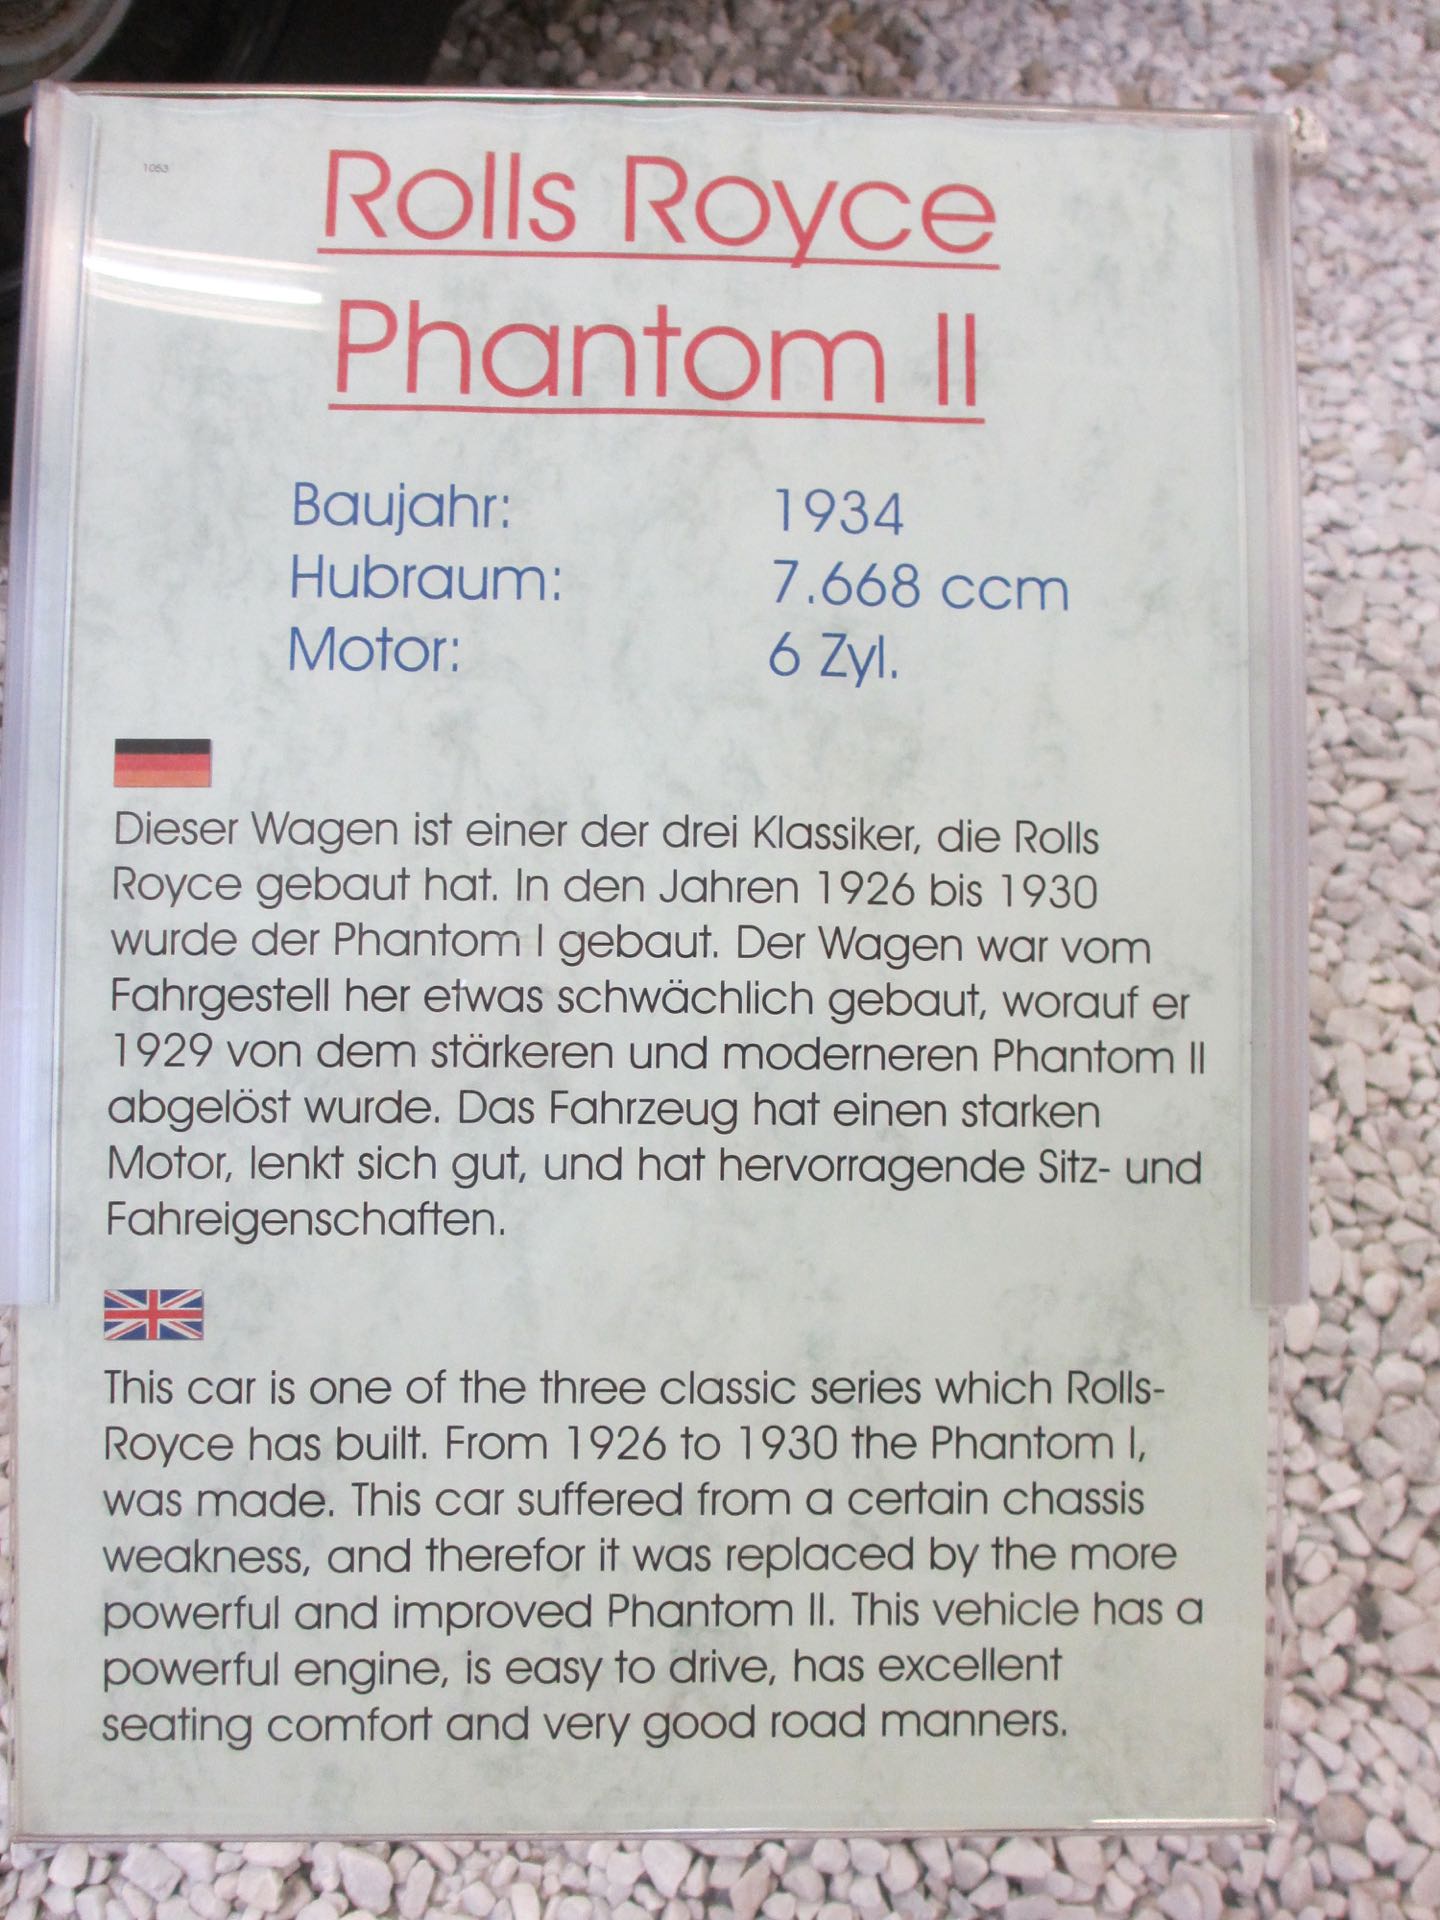 1053
Rolls Royce
Phantom II
Baujahr: 1934
Hubraum: 7.668 ccm
Motor: 6 Zyl.
Dieser Wagen ist einer der drei Klassiker, die Rolls
Royce gebaut hat. In den Jahren 1926 bis 1930
wurde der Phantom I gebaut. Der Wagen war vom
Fahrgestell her etwas schwächlich gebaut, worauf er
1929 von dem stärkeren und moderneren Phantom II
abgelöst wurde. Das Fahrzeug hat einen starken
Motor, lenkt sich gut, und hat hervorragende Sitz- und
Fahreigenschaften.
This car is one of the three classic series which Rolls-
Royce has built. From 1926 to 1930 the Phantom I,
was made. This car suffered from a certain chassis
weakness, and therefor it was replaced by the more
powerful and improved Phantom II. This vehicle has a
powerful engine, is easy to drive, has excellent
seating comfort and very good road manners.